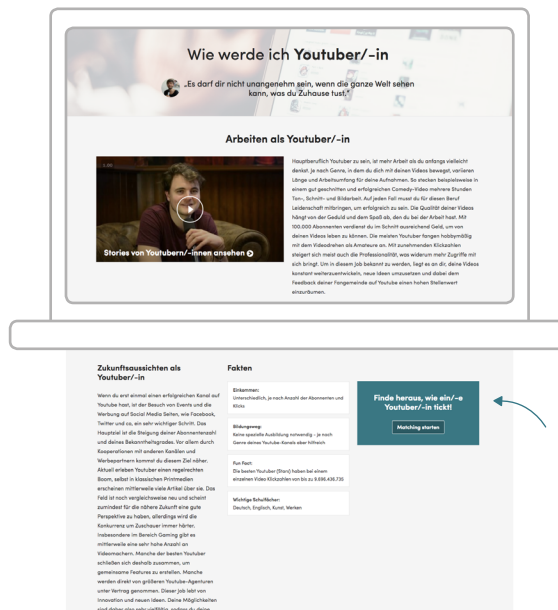 Wie werde ich Youtuber/-in
„Es darf dir nicht unangenehm sein, wenn die ganze Welt sehen
kann, was du Zuhause tust."
Arbeiten als Youtuber/-in
Stories von Youtubern/-innen ansehen
Hauptberuflich Youtuber zu sein, ist mehr Arbeit als du anfangs vielleicht
denkst. Je nach Genre, in dem du dich mit deinen Videos bewegst, variieren
Länge und Arbeitsumfang für deine Aufnahmen. So stecken beispielsweise in
einem gut geschnitten und erfolgreichen Comedy-Video mehrere Stunden
Ton-, Schnitt- und Bildarbeit. Auf jeden Fall musst du für diesen Beruf
Leidenschaft mitbringen, um erfolgreich zu sein. Die Qualität deiner Videos
hängt von der Geduld und dem Spaß ab, den du bei der Arbeit hast. Mit
100.000 Abonnenten verdienst du im Schnitt ausreichend Geld, um von
deinen Videos leben zu können. Die meisten Youtuber fangen hobbymäßig
mit dem Videodrehen als Amateure an. Mit zunehmenden Klickzahlen
steigert sich meist auch die Professionalität, was widerum mehr Zugriffe mit
sich bringt. Um in diesem Job bekannt zu werden, liegt es an dir, deine Videos
konstant weiterzuentwickeln, neue Ideen umzusetzen und dabei dem
Feedback deiner Fangemeinde auf Youtube einen hohen Stellenwert
einzuräumen.
Zukunftsaussichten als
Youtuber/-in
Wenn du erst einmal einen erfolgreichen Kanal auf
Youtube hast, ist der Besuch von Events und die
Werbung auf Social Media Seiten, wie Facebook,
Twitter und co, ein sehr wichtiger Schritt. Das
Hauptziel ist die Steigung deiner Abonnentenzahl
und deines Bekanntheitsgrades. Vor allem durch
Kooperationen mit anderen Kanälen und
Werbepartnern kommst du diesem Ziel näher.
Aktuell erleben Youtuber einen regelrechten
Boom, selbst in klassischen Printmedien
erscheinen mittlerweile viele Artikel über sie. Das
Feld ist noch vergleichsweise neu und scheint
zumindest für die nähere Zukunft eine gute
Perspektive zu haben, allerdings wird die
Konkurrenz um Zuschauer immer härter.
Insbesondere im Bereich Gaming gibt es
mittlerweile eine sehr hohe Anzahl an
Videomachern. Manche der besten Youtuber
schließen sich deshalb zusammen, um
gemeinsame Features zu erstellen. Manche
werden direkt von größeren Youtube-Agenturen
unter Vertrag genommen. Dieser Job lebt von
Innovation und neuen Ideen. Deine Möglichkeiten
sind daher also sehr vielfältig, sodass du deine
Fakten
Einkommen:
Unterschiedlich, je nach Anzahl der Abonnenten und
Klicks
Bildungsweg:
Keine spezielle Ausbildung notwendig - je nach
Genre deines Youtube-Kanals aber hilfreich
Fun Fact:
Die besten Youtuber (Stars) haben bei einem
einzelnen Video Klickzahlen von bis zu 9.696.436.735
Wichtige Schulfächer:
Deutsch, Englisch, Kunst, Werken
Finde heraus, wie ein/-e
Youtuber/-in tickt!
Matching starten